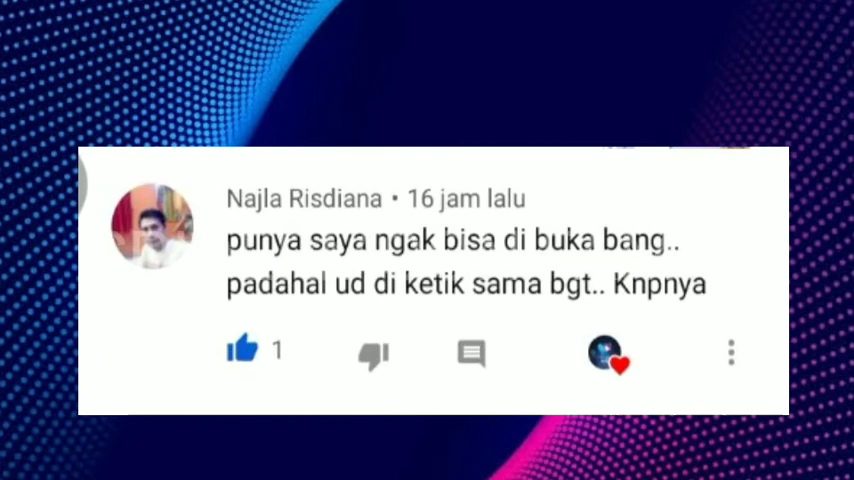 Najla Risdiana • 16 jam lalu
punya saya ngak bisa di buka bang..
padahal ud di ketik sama bgt.. Knpnya
1